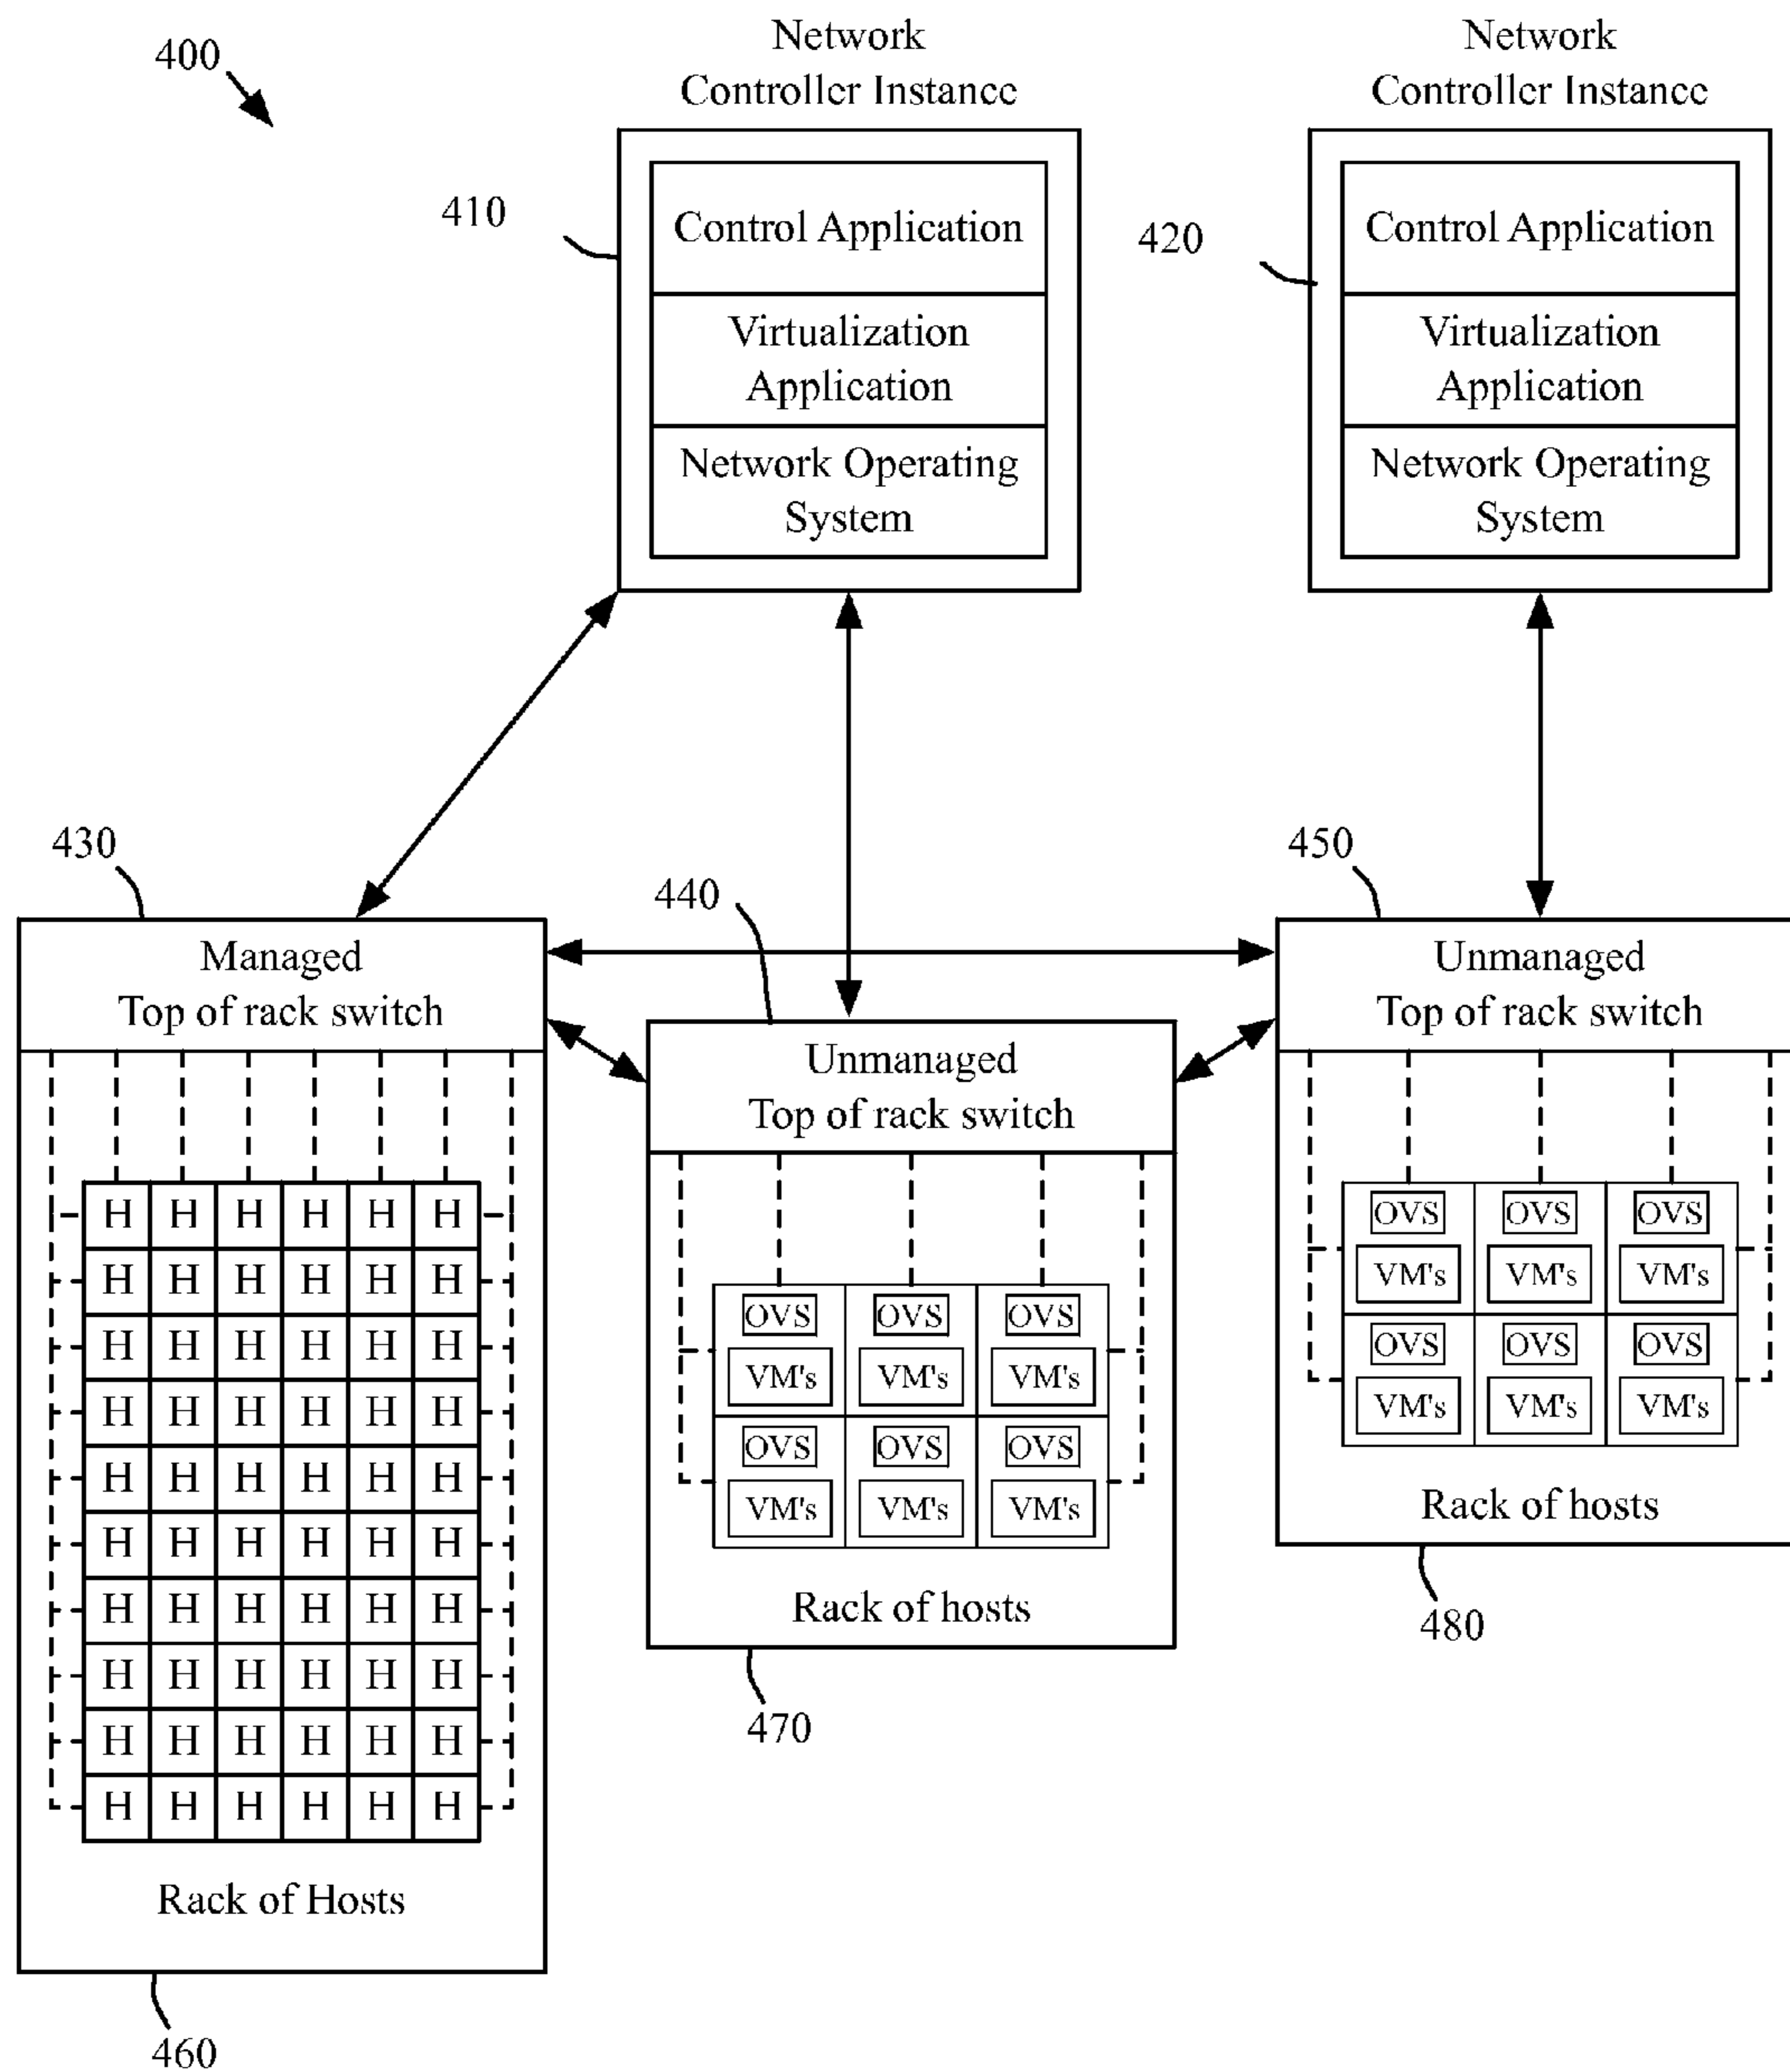 400
Network
Controller Instance
Network
Controller Instance
410
Control Application
Virtualization
Application
Network Operating
System
420
Control Application
Virtualization
Application
Network Operating
System
430
440
450
Managed
Top of rack switch
Unmanaged
Top of rack switch
Unmanaged
Top of rack switch
H H H H H H
H H H H H H
H H H H H H
H H H H H H
H H H H H H
H H H H H H
H H H H H H
H H H H H H
H H H H H H
H H H H H H
Rack of Hosts
460
OVS OVS OVS
VM's VM's VM's
OVS OVS OVS
VM's VM's VM's
Rack of hosts
470
OVS OVS OVS
VM's VM's VM's
OVS OVS OVS
VM's VM's VM's
Rack of hosts
480